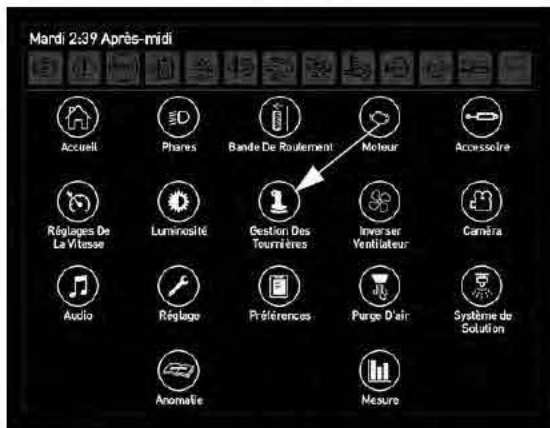 Mardi 2:39 Après-midi
Accueil
Phares
Bande De Roulement
Moteur
Accessoire
Réglages De
La Vitesse
Luminosité
Gestion Des
Tournières
Inverser
Ventilateur
Caméra
Audio
Réglage
Préférences
Purge D'air
Système de
Solution
Anomalie
Mesure